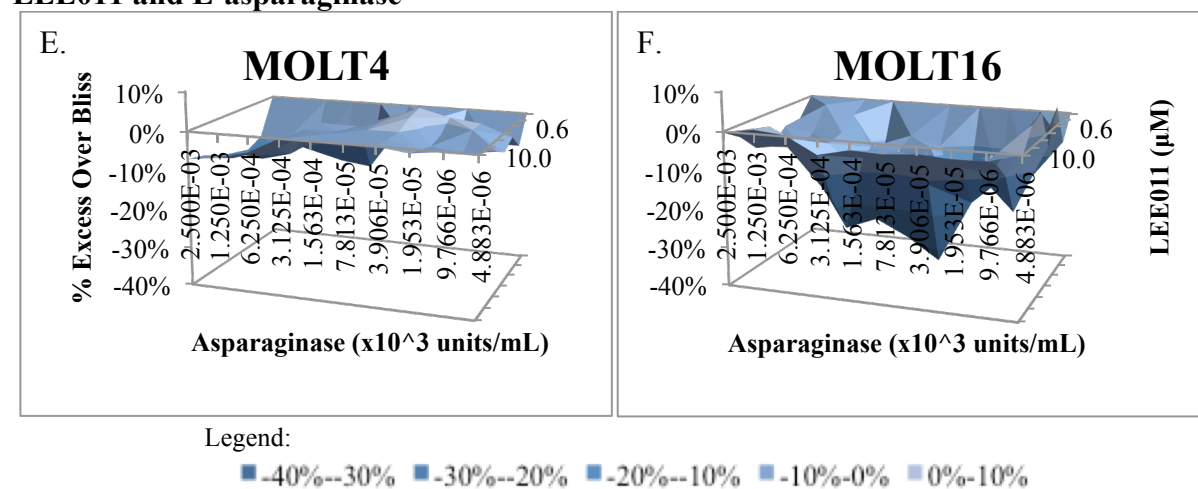 LEE011 and L-asparaginase
E.
MOLT4
% Excess Over Bliss
10%
0%
-10%
-20%
-30%
-40%
2.500E-03
1.250E-03
6.250E-04
3.125E-04
1.563E-04
7.813E-05
3.906E-05
1.953E-05
9.766E-06
4.883E-06
0.6
10.0
Asparaginase (x10^3 units/mL)
F.
MOLT16
10%
0%
-10%
-20%
-30%
-40%
2.500E-03
1.250E-03
6.250E-04
3.125E-04
1.563E-04
7.813E-05
3.906E-05
1.953E-05
9.766E-06
4.883E-06
0.6
10.0
LEE011 (µM)
Asparaginase (x10^3 units/mL)
Legend:
-40%--30% -30%--20% -20%--10% -10%-0% 0%-10%